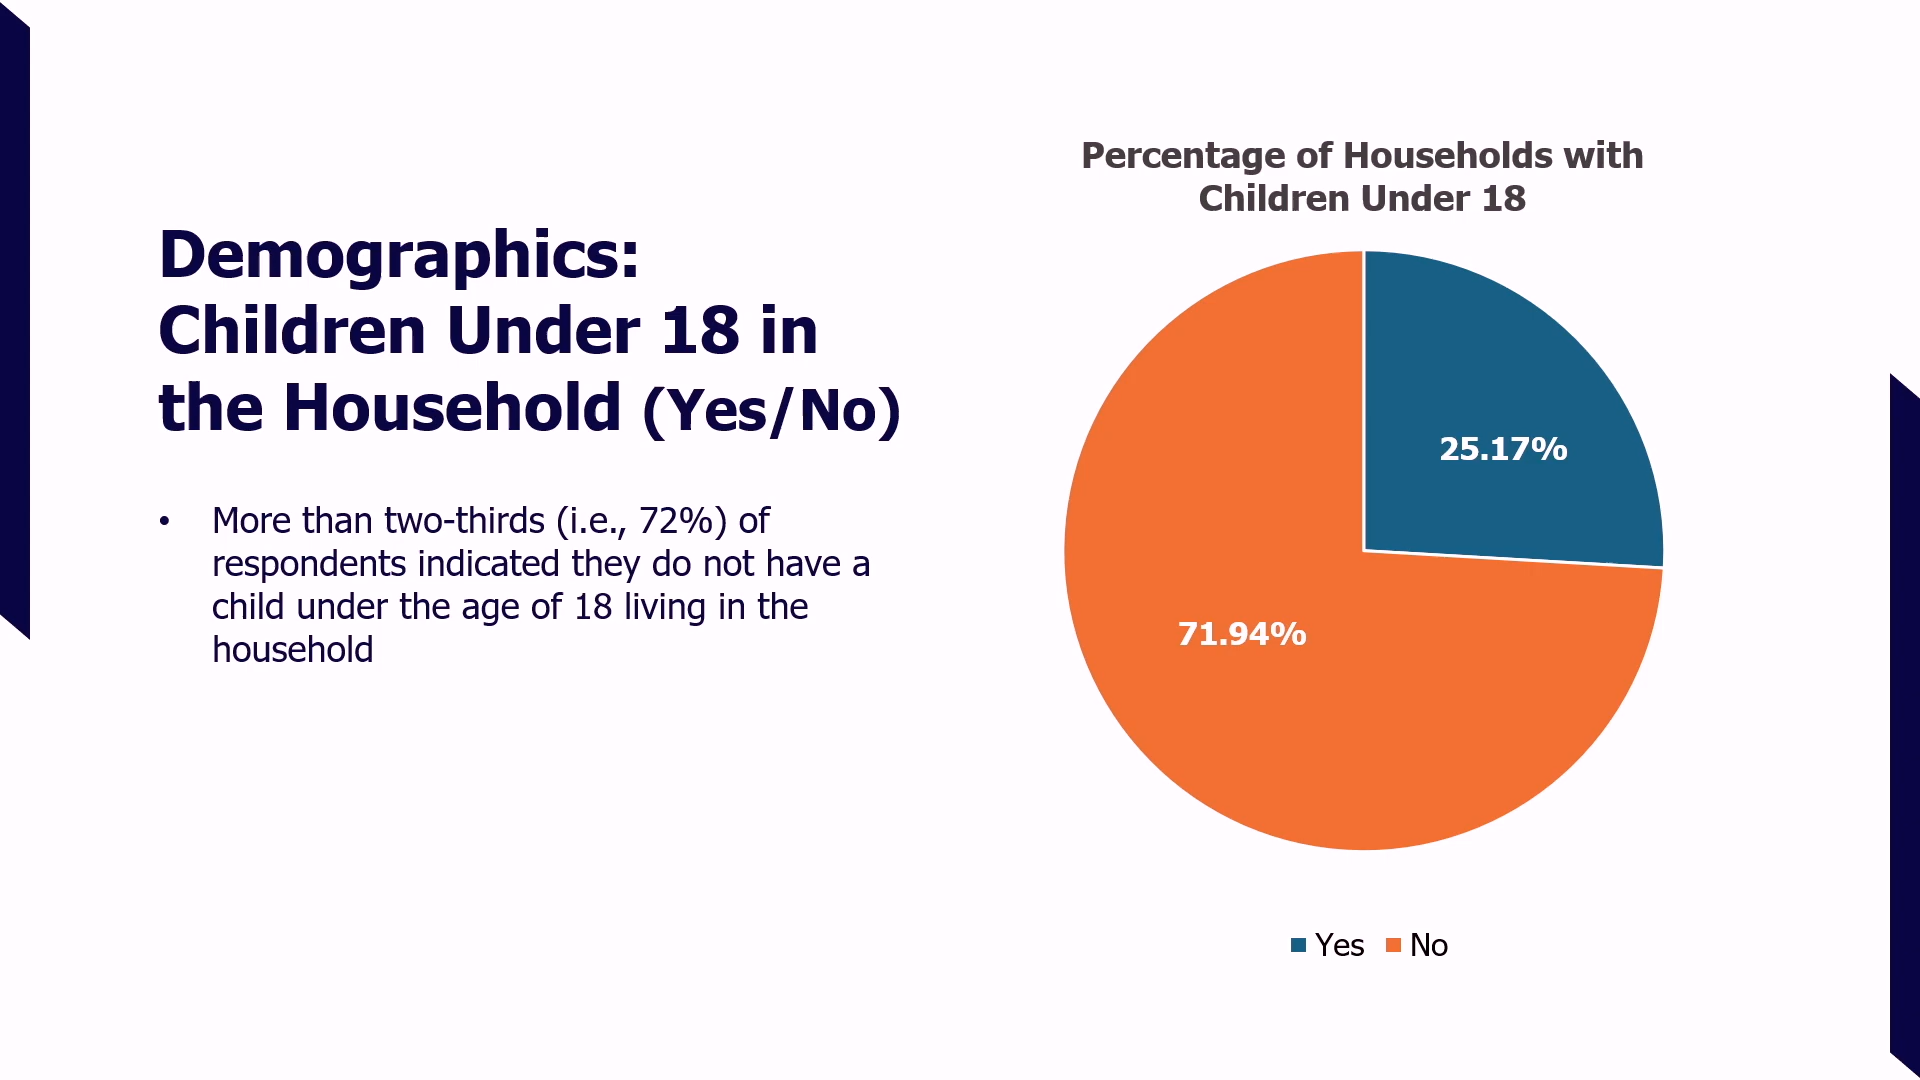 Demographics:
Children Under 18 in
the Household (Yes/No)
• More than two-thirds (i.e., 72%) of
respondents indicated they do not have a
child under the age of 18 living in the
household
Percentage of Households with
Children Under 18
25.17%
71.94%
Yes No